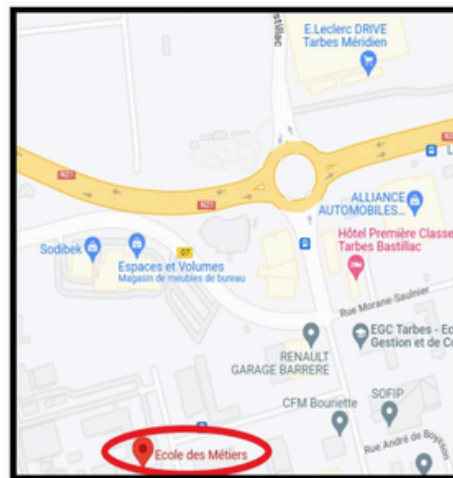 stillac
E.Leclerc DRIVE
Tarbes Méridien
N21
N21
ALLIANCE
AUTOMOBILES...
Hôtel Première Classe
Tarbes Bastillac
D7
Sodibek
Espaces et Volumes
Magasin de meubles de bureau
Rue Morane-Saulnier
EGC Tarbes - Ec
Gestion et de Co
RENAULT
GARAGE BARRERE
CFM Bouriette
SOFIP
Rue André de Boysson
Ecole des Métiers